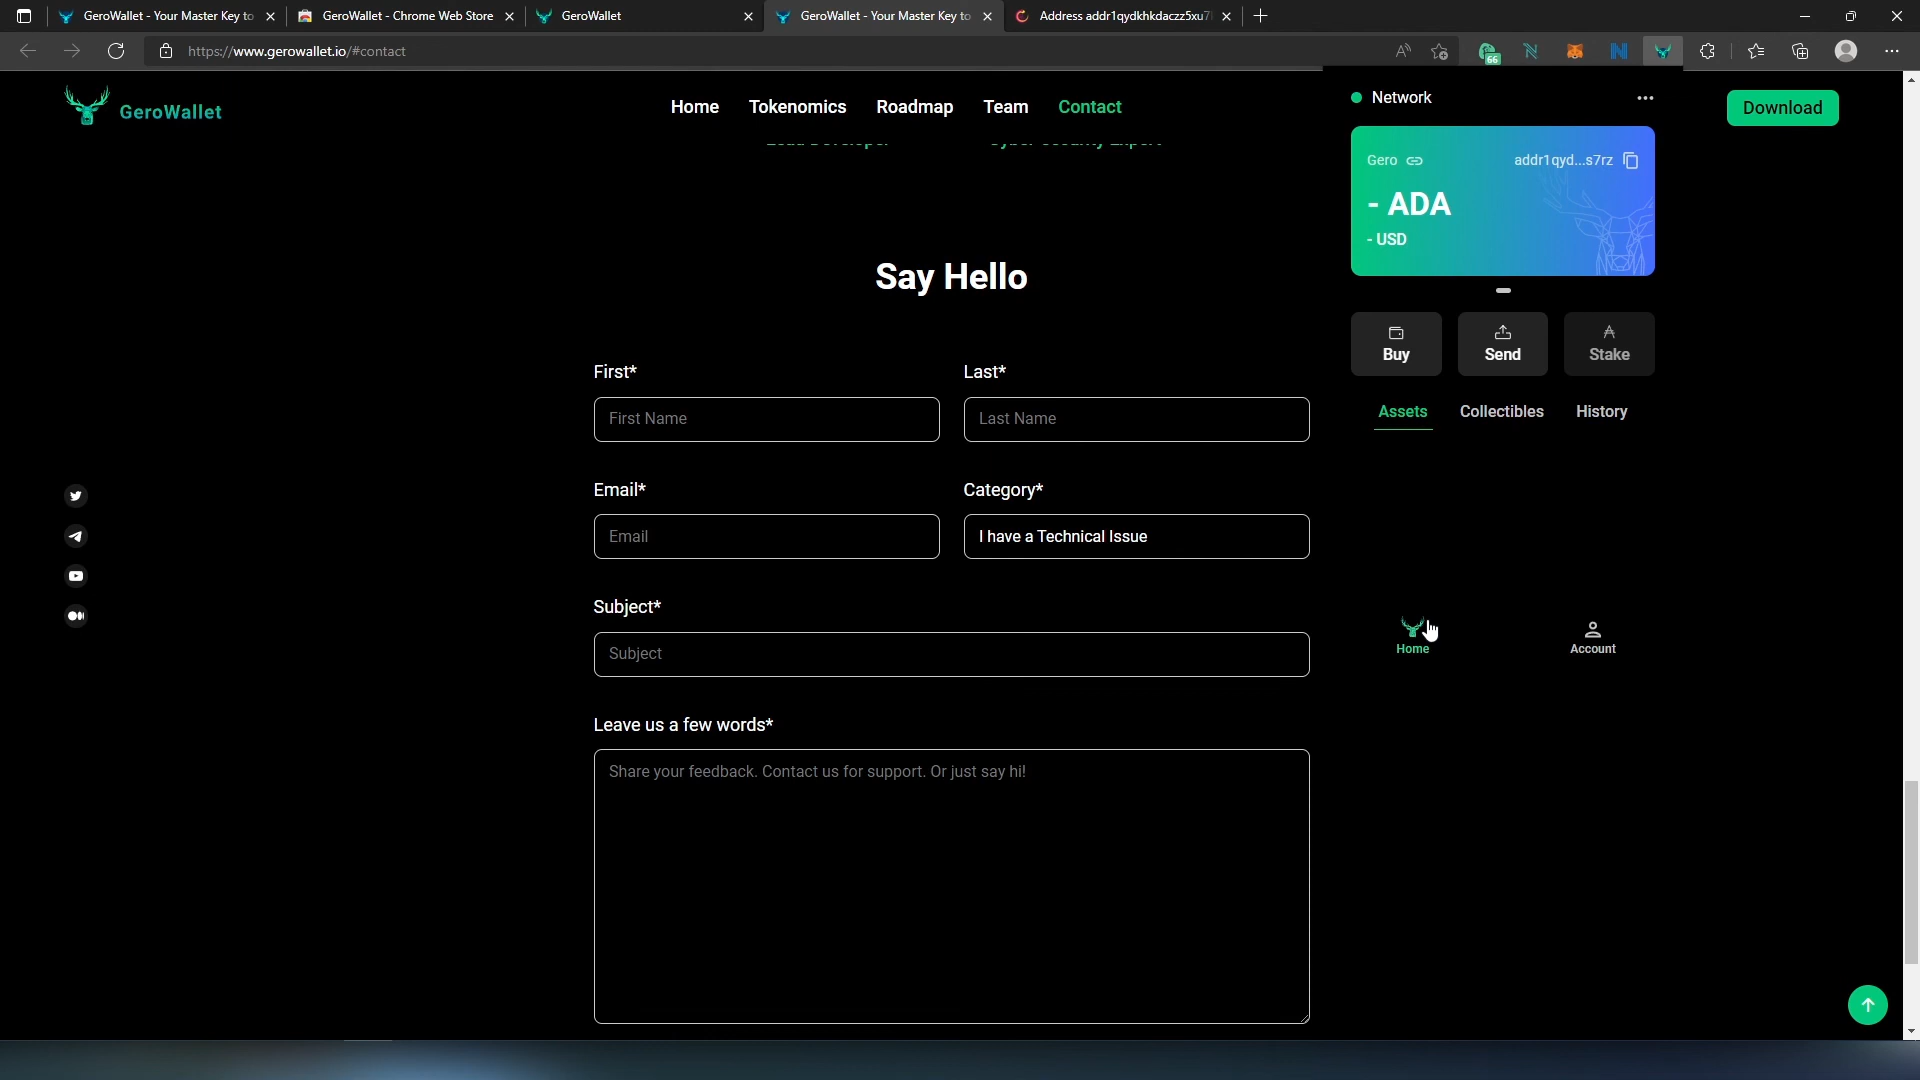 GeroWallet - Your Master Key to
GeroWallet - Chrome Web Store
GeroWallet
GeroWallet - Your Master Key to
Address addr1qydkhkdaczz5xu7
https://www.gerowallet.io/#contact
66
GeroWallet
Home
Tokenomics
Roadmap
Team
Contact
Download
Network
Gero
addr1qyd...s7rz
- ADA
- USD
Buy
Send
Stake
Assets
Collectibles
History
Home
Account
Say Hello
First*
Last*
First Name
Last Name
Email*
Category*
Email
I have a Technical Issue
Subject*
Subject
Leave us a few words*
Share your feedback. Contact us for support. Or just say hi!